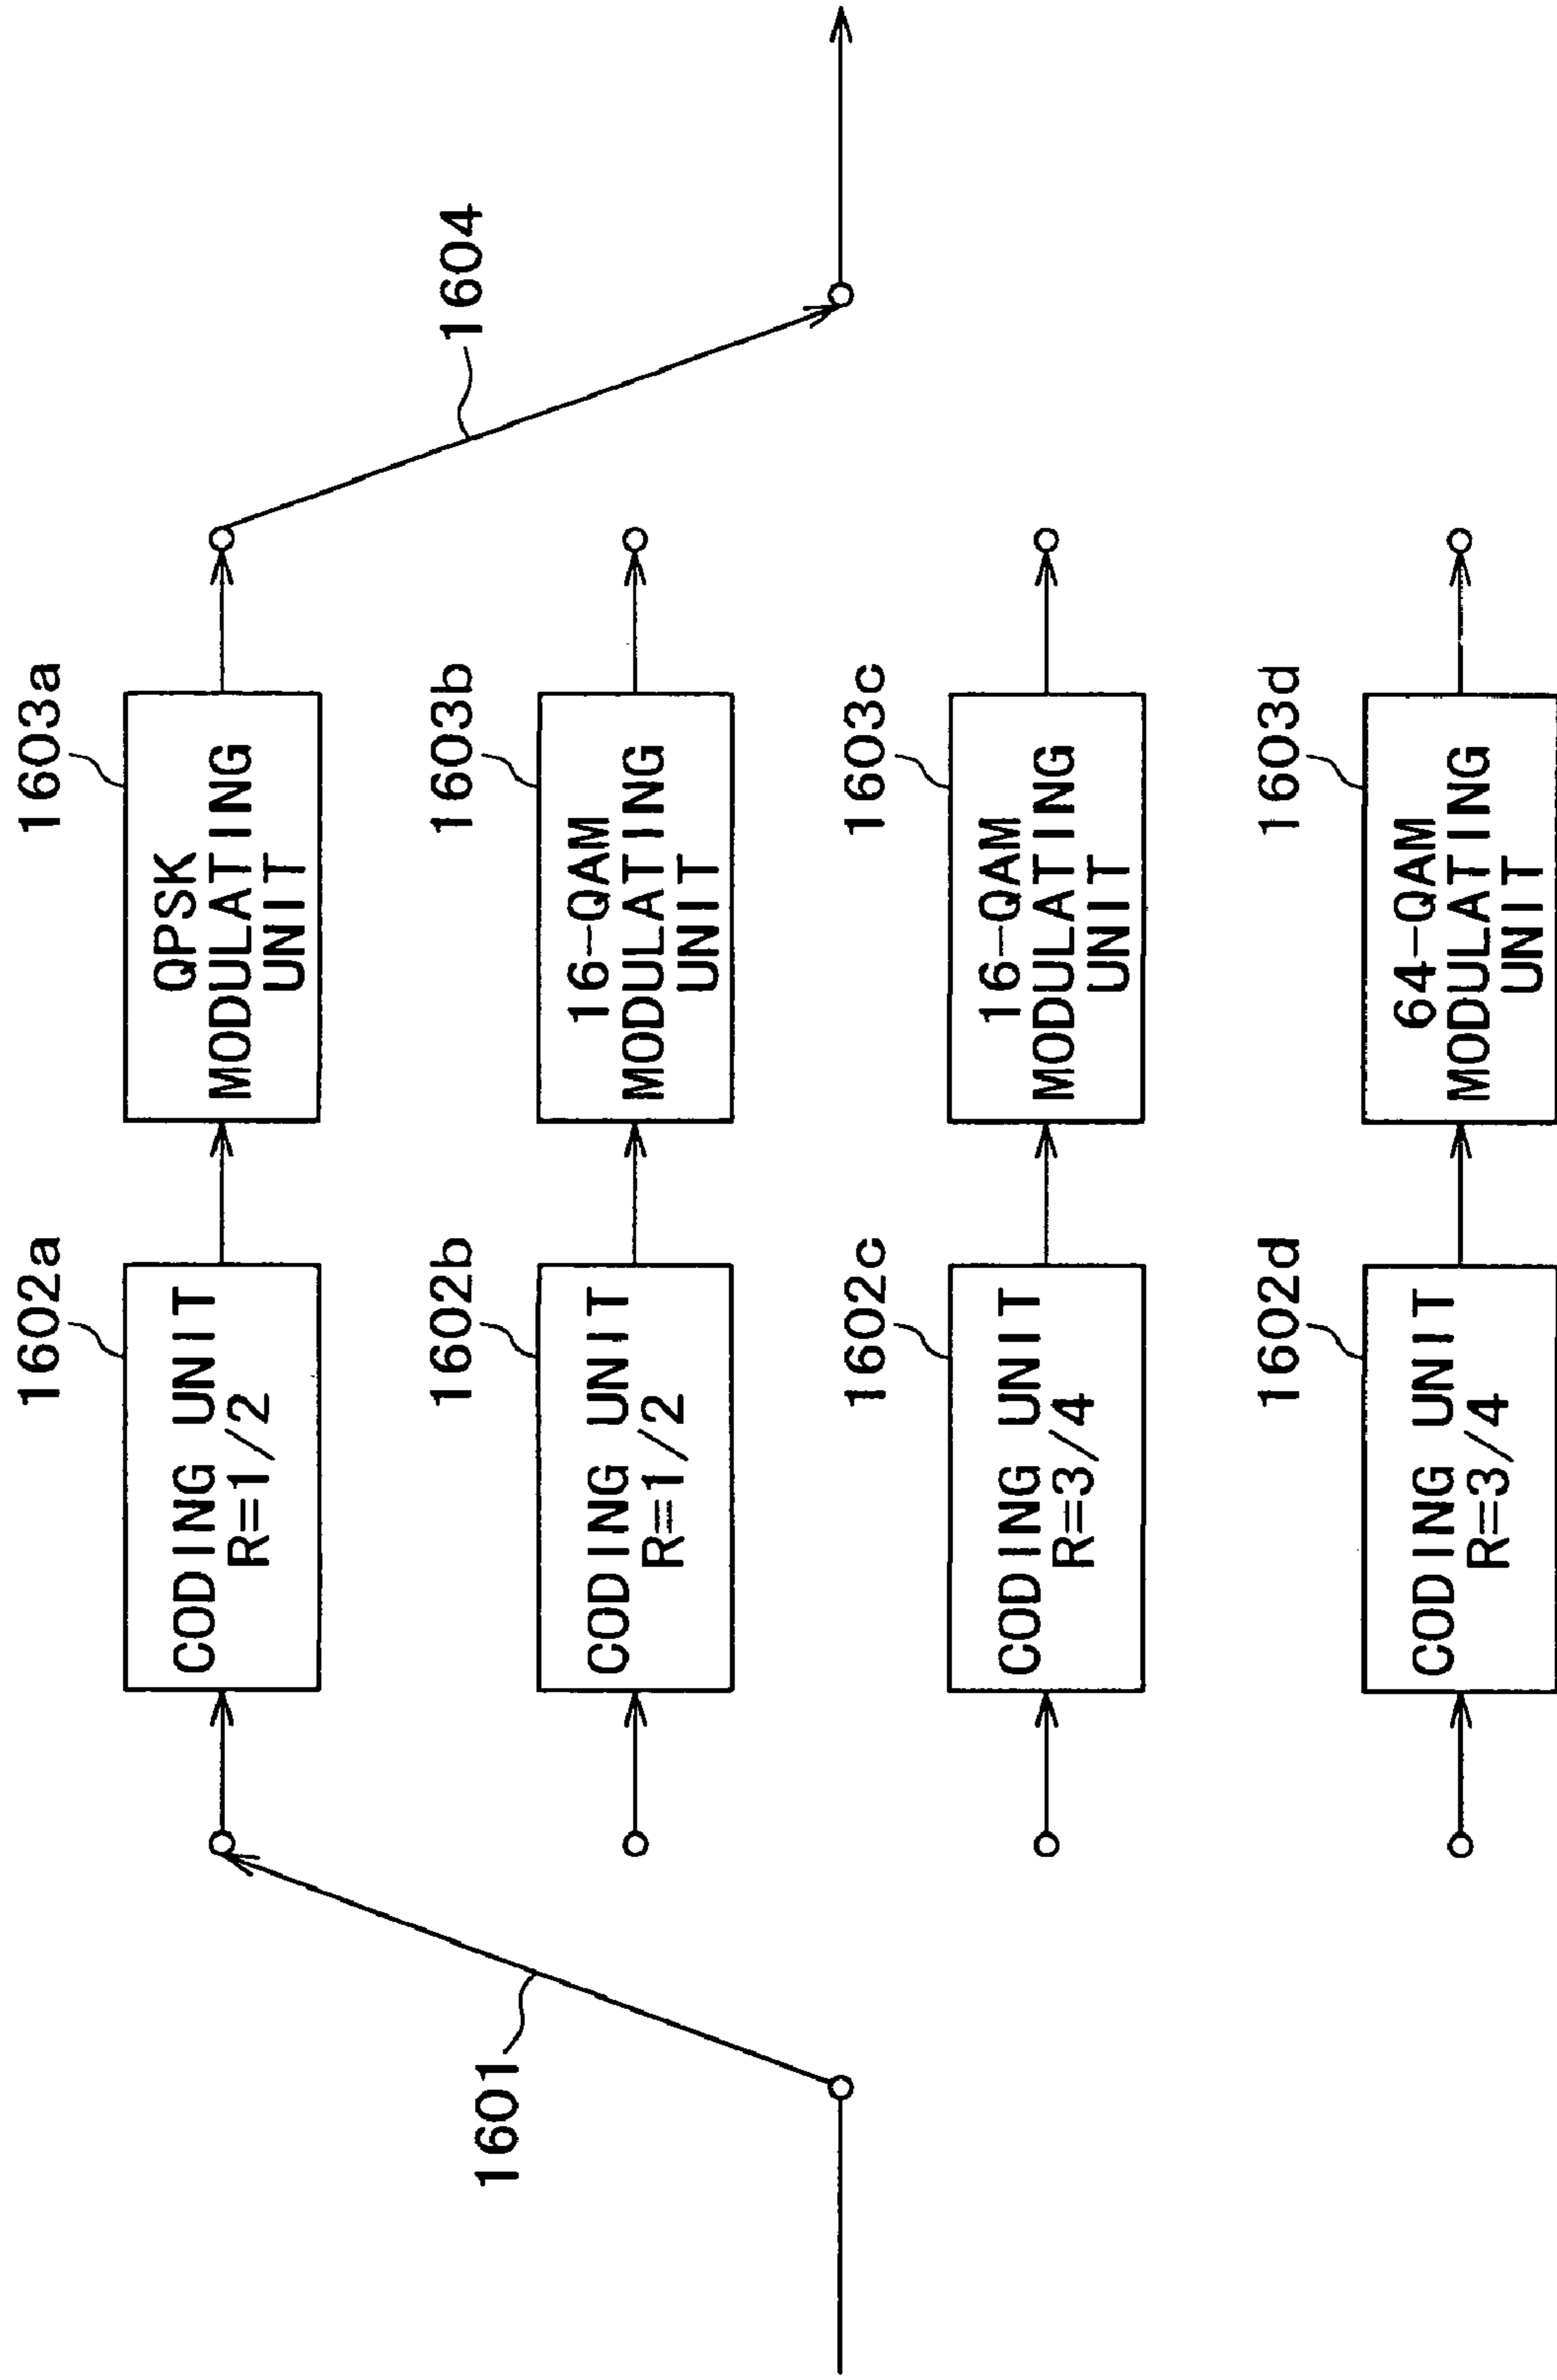 1601
1602a
CODING UNIT
R=1/2
1603a
QPSK
MODULATING
UNIT
1604
1602b
CODING UNIT
R=1/2
1603b
16-QAM
MODULATING
UNIT
1602c
CODING UNIT
R=3/4
1603c
16-QAM
MODULATING
UNIT
1602d
CODING UNIT
R=3/4
1603d
64-QAM
MODULATING
UNIT